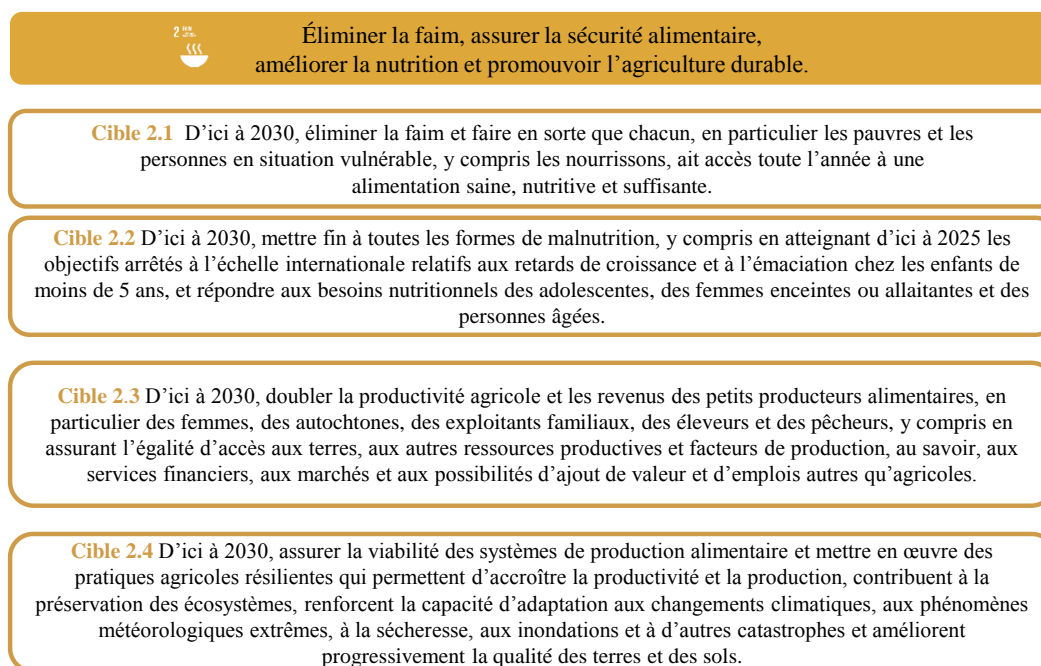 2
Éliminer la faim, assurer la sécurité alimentaire,
améliorer la nutrition et promouvoir l’agriculture durable.
Cible 2.1 D’ici à 2030, éliminer la faim et faire en sorte que chacun, en particulier les pauvres et les
personnes en situation vulnérable, y compris les nourrissons, ait accès toute l’année à une
alimentation saine, nutritive et suffisante.
Cible 2.2 D’ici à 2030, mettre fin à toutes les formes de malnutrition, y compris en atteignant d’ici à 2025 les
objectifs arrêtés à l’échelle internationale relatifs aux retards de croissance et à l’émaciation chez les enfants de
moins de 5 ans, et répondre aux besoins nutritionnels des adolescentes, des femmes enceintes ou allaitantes et des
personnes âgées.
Cible 2.3 D’ici à 2030, doubler la productivité agricole et les revenus des petits producteurs alimentaires, en
particulier des femmes, des autochtones, des exploitants familiaux, des éleveurs et des pêcheurs, y compris en
assurant l’égalité d’accès aux terres, aux autres ressources productives et facteurs de production, au savoir, aux
services financiers, aux marchés et aux possibilités d’ajout de valeur et d’emplois autres qu’agricoles.
Cible 2.4 D’ici à 2030, assurer la viabilité des systèmes de production alimentaire et mettre en œuvre des
pratiques agricoles résilientes qui permettent d’accroître la productivité et la production, contribuent à la
préservation des écosystèmes, renforcent la capacité d’adaptation aux changements climatiques, aux phénomènes
météorologiques extrêmes, à la sécheresse, aux inondations et à d’autres catastrophes et améliorent
progressivement la qualité des terres et des sols.